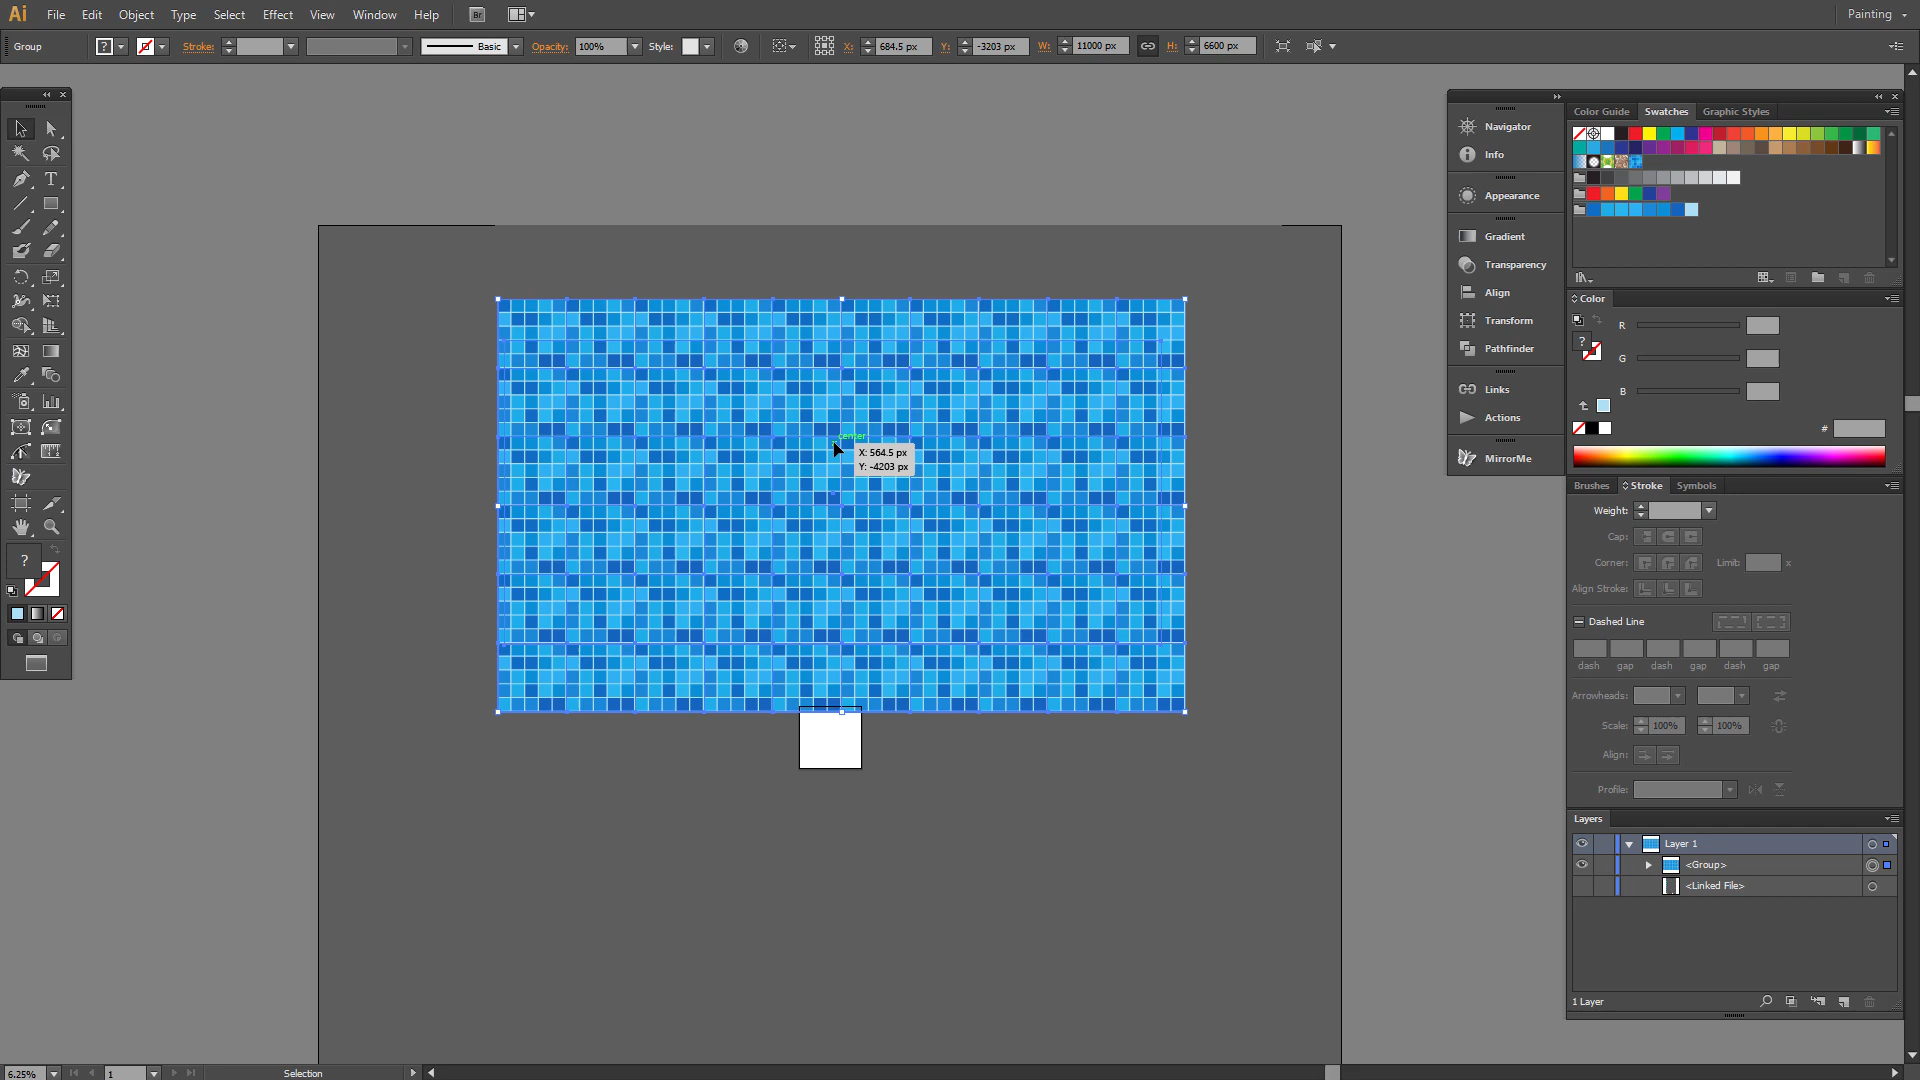 Ai File Edit Object Type Select Effect View Window Help Br Painting
Group ? Stroke: Basic Opacity: 100% Style: X: 684.5 px Y: -3203 px W: 11000 px H: 6600 px
Color Guide Swatches Graphic Styles
Navigator
Info
Appearance
Gradient
Transparency
Align
Transform
Pathfinder
Links
Actions
MirrorMe
T
?
Color
R
?
G
B
#
center
X: 564.5 px
Y: -4203 px
Brushes Stroke Symbols
Weight:
Cap:
Corner: Limit: x
Align Stroke:
Dashed Line
dash gap dash gap dash gap
Arrowheads:
Scale: 100% 100%
Align:
Profile:
Layers
Layer 1
<Group>
<Linked File>
1 Layer
6.25% 1 Selection